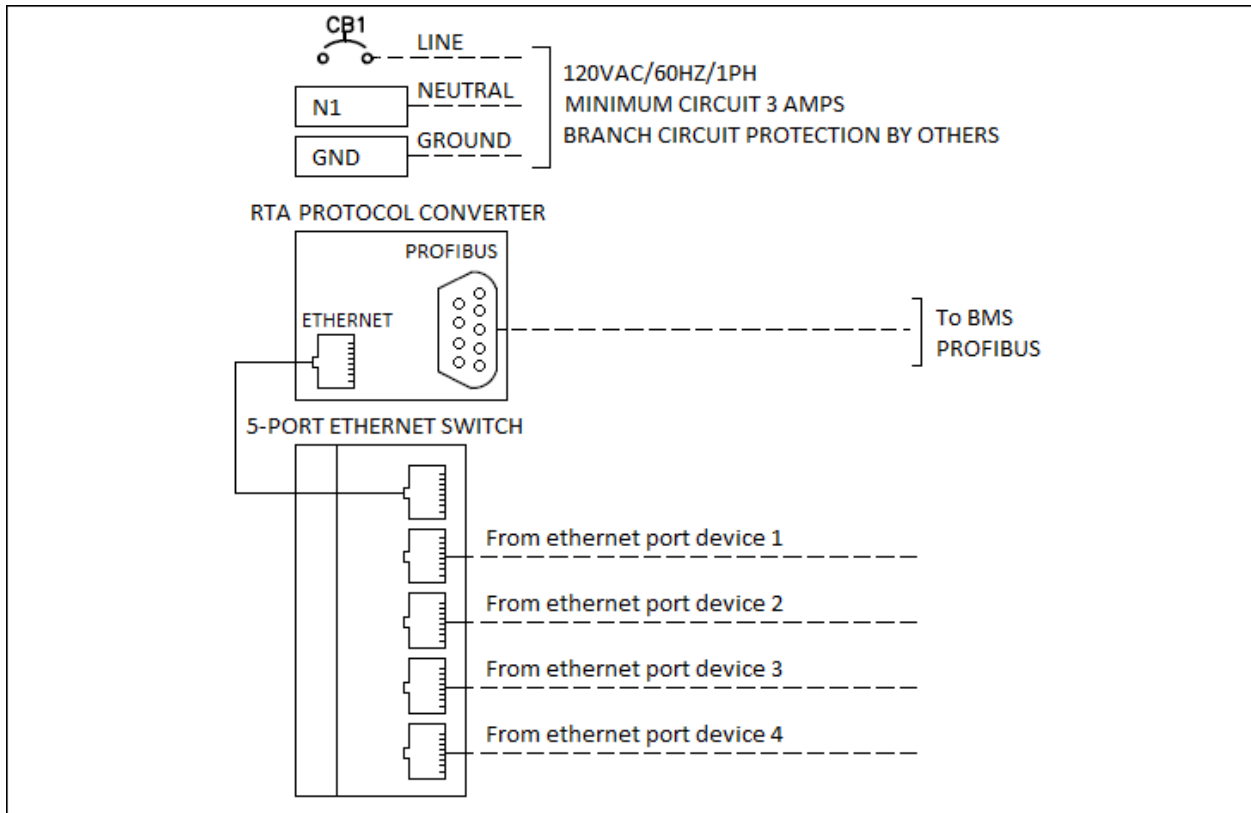 CB1
LINE
N1
NEUTRAL
GND
GROUND
120VAC/60HZ/1PH
MINIMUM CIRCUIT 3 AMPS
BRANCH CIRCUIT PROTECTION BY OTHERS
RTA PROTOCOL CONVERTER
PROFIBUS
ETHERNET
To BMS
PROFIBUS
5-PORT ETHERNET SWITCH
From ethernet port device 1
From ethernet port device 2
From ethernet port device 3
From ethernet port device 4